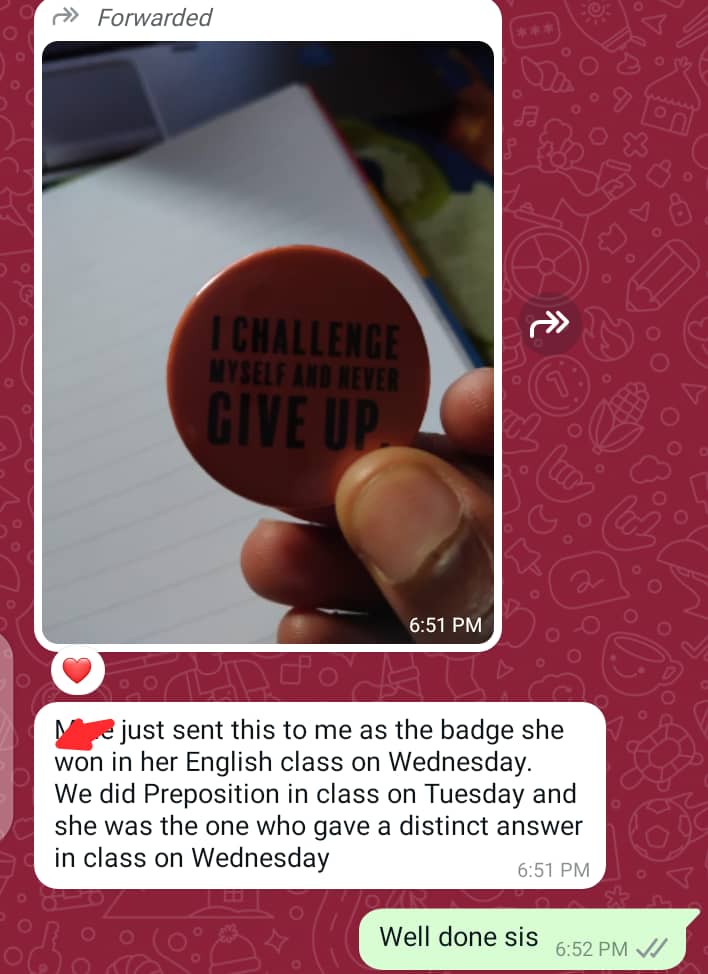 Forwarded
I CHALLENGE
MYSELF AND NEVER
GIVE UP.
6:51 PM
just sent this to me as the badge she
won in her English class on Wednesday.
We did Preposition in class on Tuesday and
she was the one who gave a distinct answer
in class on Wednesday
6:51 PM
Well done sis
6:52 PM